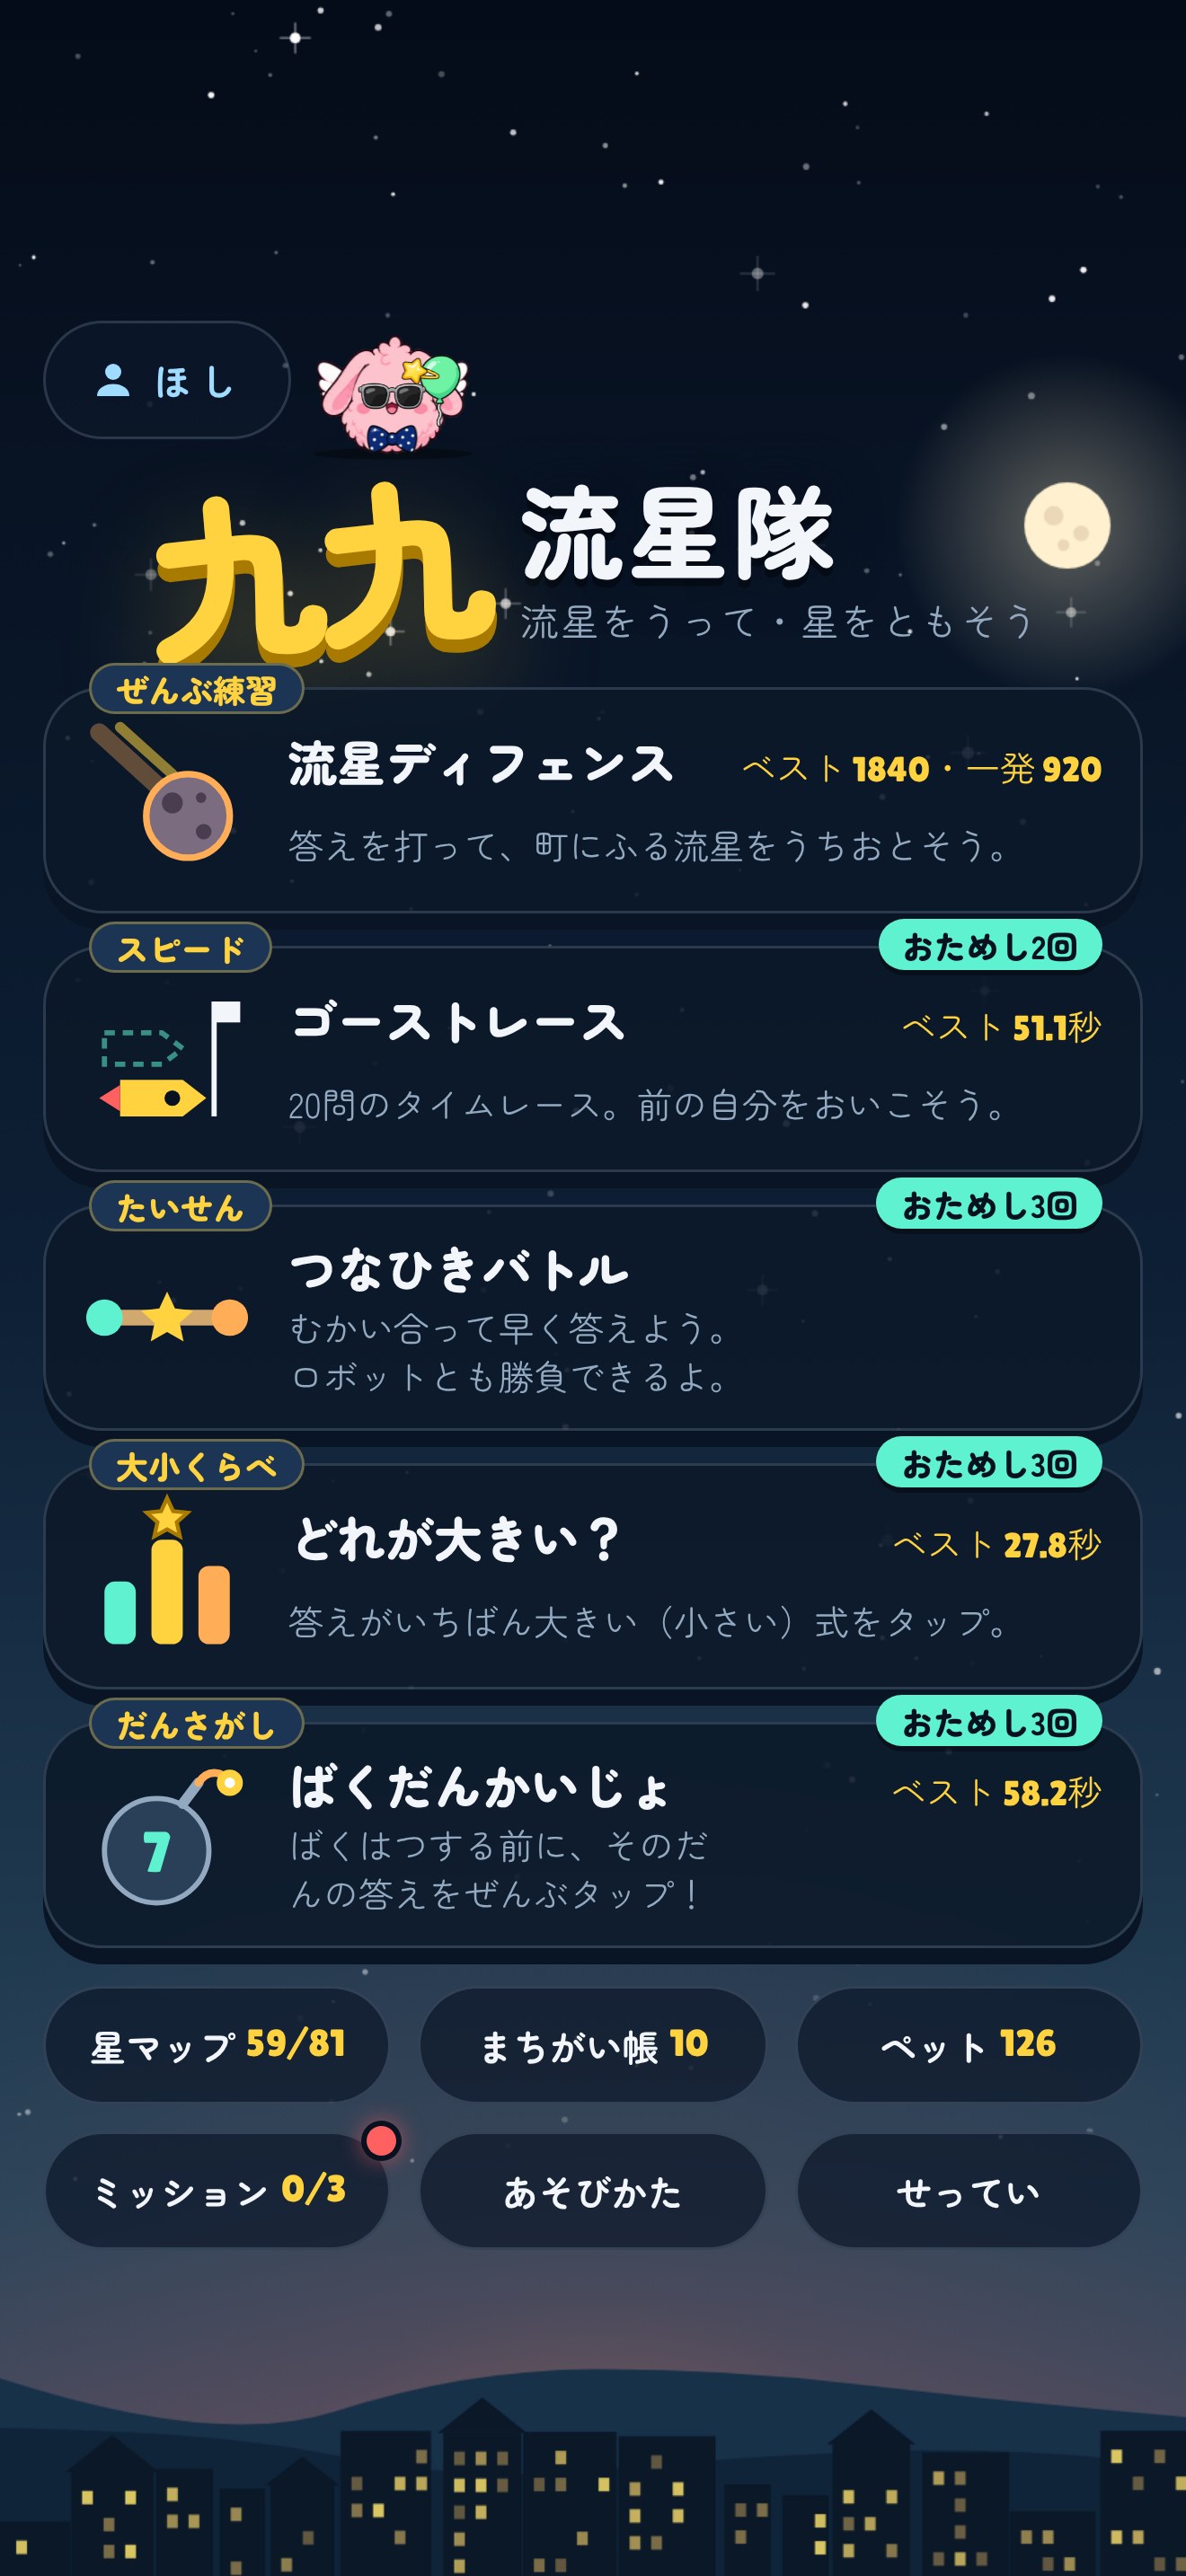 ほし
九九 流星隊
流星をうって・星をともそう
ぜんぶ練習
流星ディフェンス ベスト 1840・一発 920
答えを打って、町にふる流星をうちおとそう。
スピード おためし2回
ゴーストレース ベスト 51.1秒
20問のタイムレース。前の自分をおいこそう。
たいせん おためし3回
つなひきバトル
むかい合って早く答えよう。
ロボットとも勝負できるよ。
大小くらべ おためし3回
どれが大きい？ ベスト 27.8秒
答えがいちばん大きい（小さい）式をタップ。
だんさがし おためし3回
ばくだんかいじょ ベスト 58.2秒
7
ばくはつする前に、そのだ
んの答えをぜんぶタップ！
星マップ 59/81 まちがい帳 10 ペット 126
ミッション 0/3 あそびかた せってい